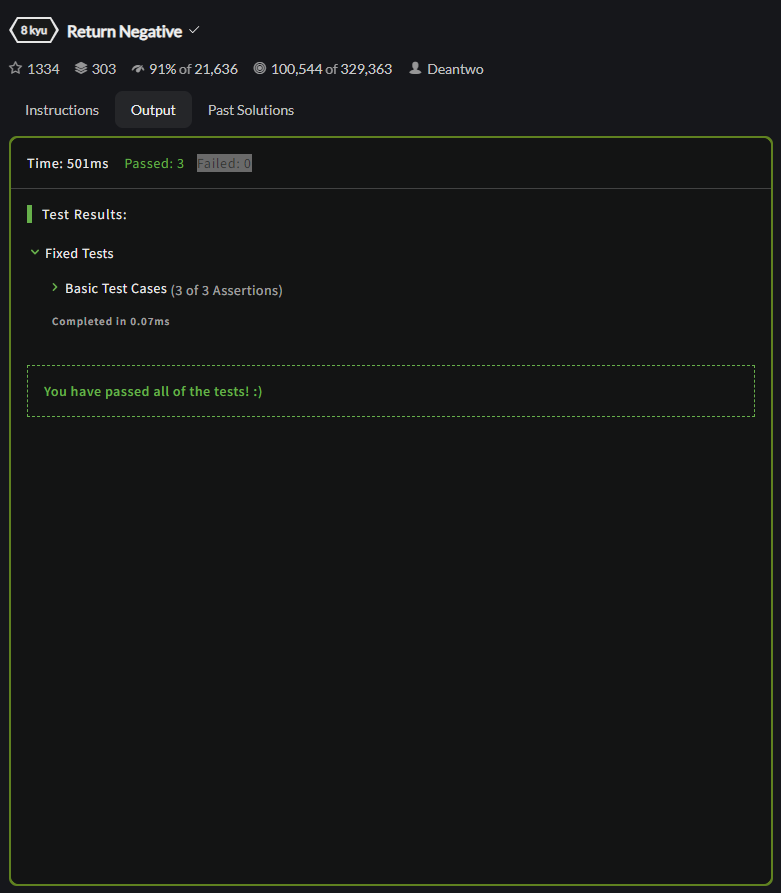 8 kyu Return Negative
1334 303 91% of 21,636 100,544 of 329,363 Deantwo
Instructions Output Past Solutions
Time: 501ms Passed: 3 Failed: 0
Test Results:
Fixed Tests
Basic Test Cases (3 of 3 Assertions)
Completed in 0.07ms
You have passed all of the tests! :)